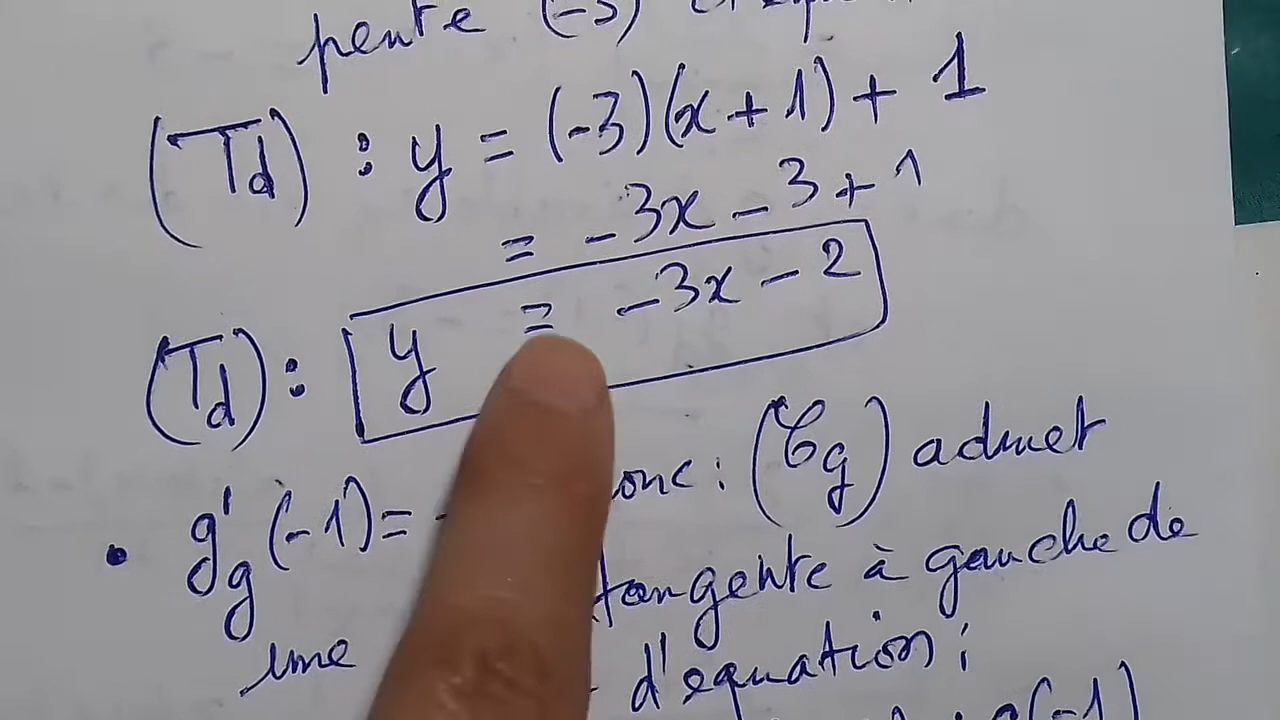 pente (-3)
(Td) : y = (-3)(x + 1) + 1
= -3x - 3 + 1
(Td) : y = -3x - 2
• g'g (-1) = onc : (Cg) admet
une tangente à gauche de
d'equation :
g(-1)